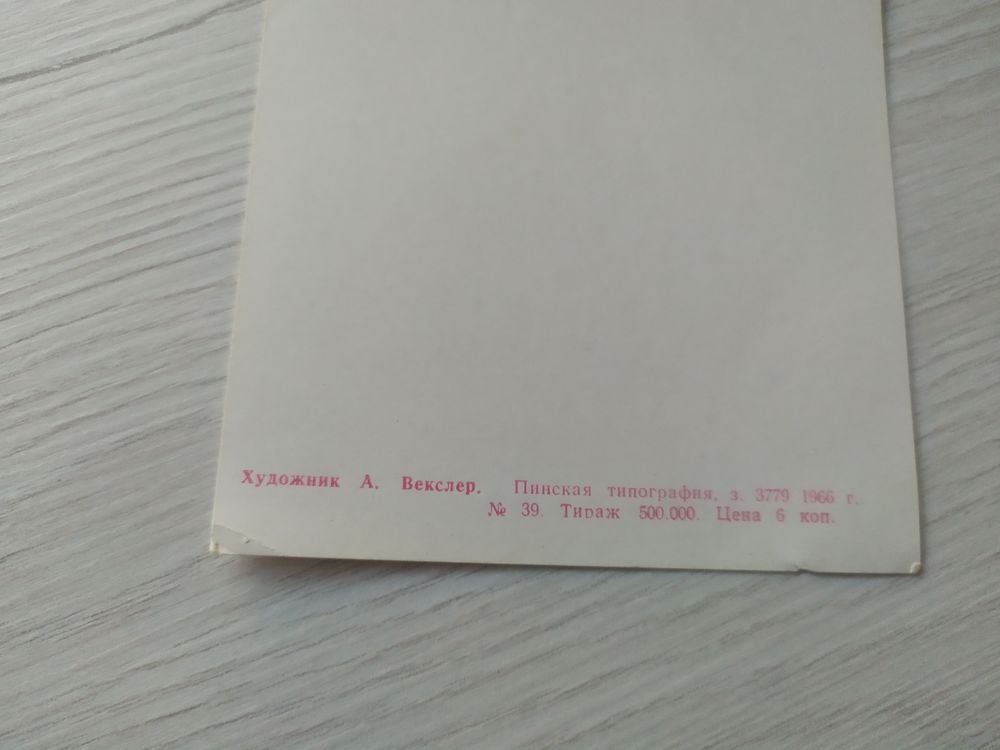 Художник А. Векслер. Пинская типография, з. 3779 1966 г.
№ 39. Тираж 500.000. Цена 6 коп.